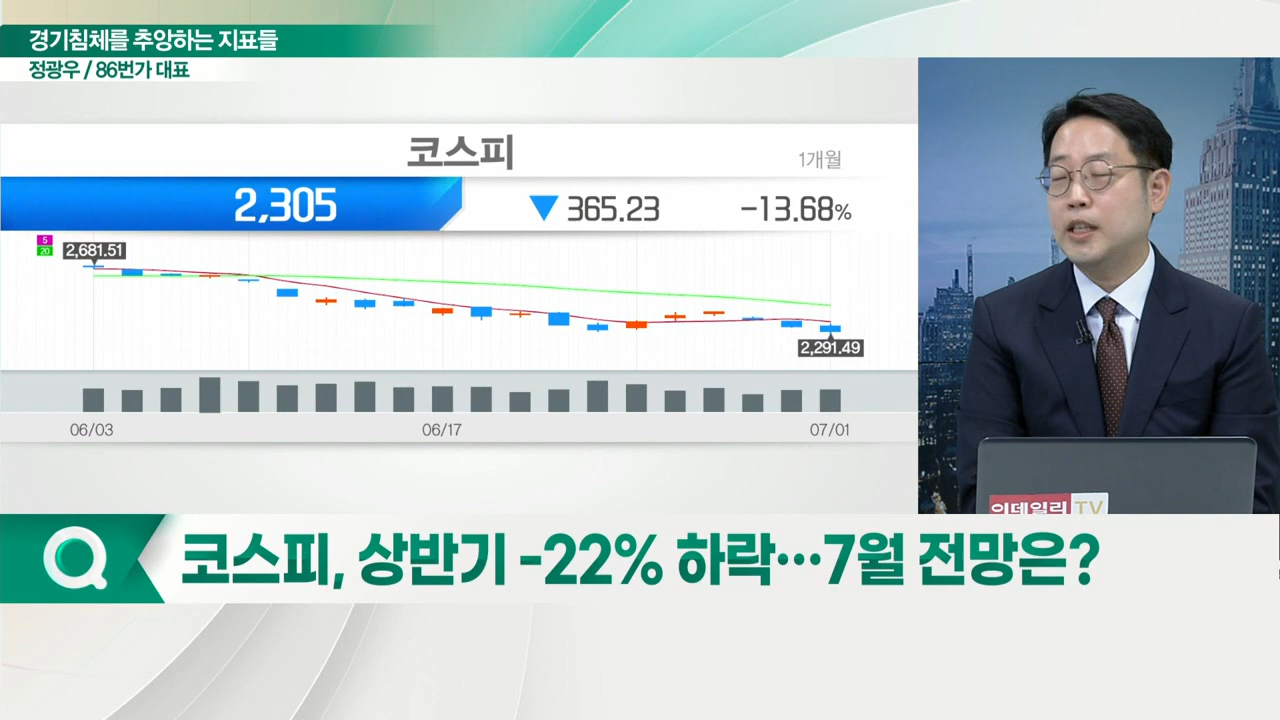 경기침체를 추앙하는 지표들
정광우 / 86번가 대표
코스피
1개월
2,305
▼ 365.23
-13.68%
5
20
2,681.51
2,291.49
06/03
06/17
07/01
이데일리 TV
코스피, 상반기 -22% 하락…7월 전망은?